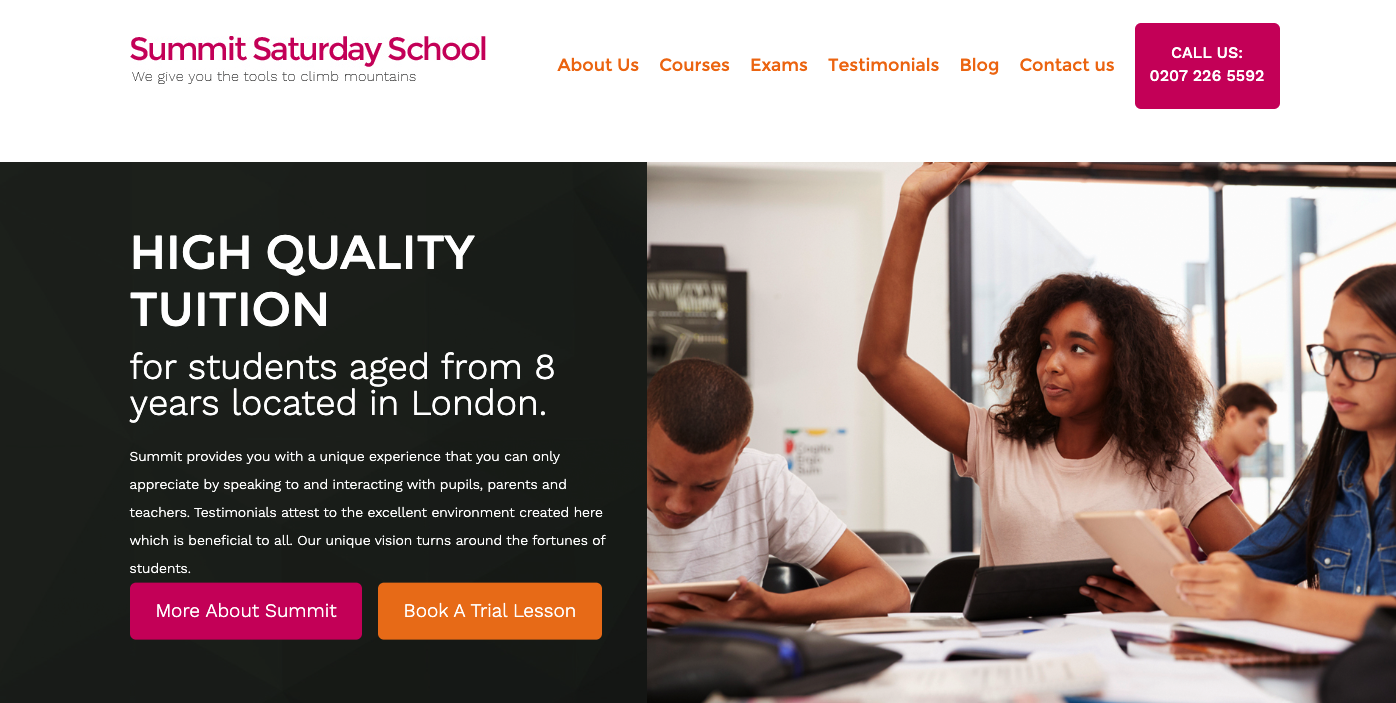 Summit Saturday School
We give you the tools to climb mountains
About Us Courses Exams Testimonials Blog Contact us
CALL US:
0207 226 5592
HIGH QUALITY
TUITION
for students aged from 8
years located in London.
Summit provides you with a unique experience that you can only
appreciate by speaking to and interacting with pupils, parents and
teachers. Testimonials attest to the excellent environment created here
which is beneficial to all. Our unique vision turns around the fortunes of
students.
More About Summit Book A Trial Lesson
Cogito
Ergo
Sum